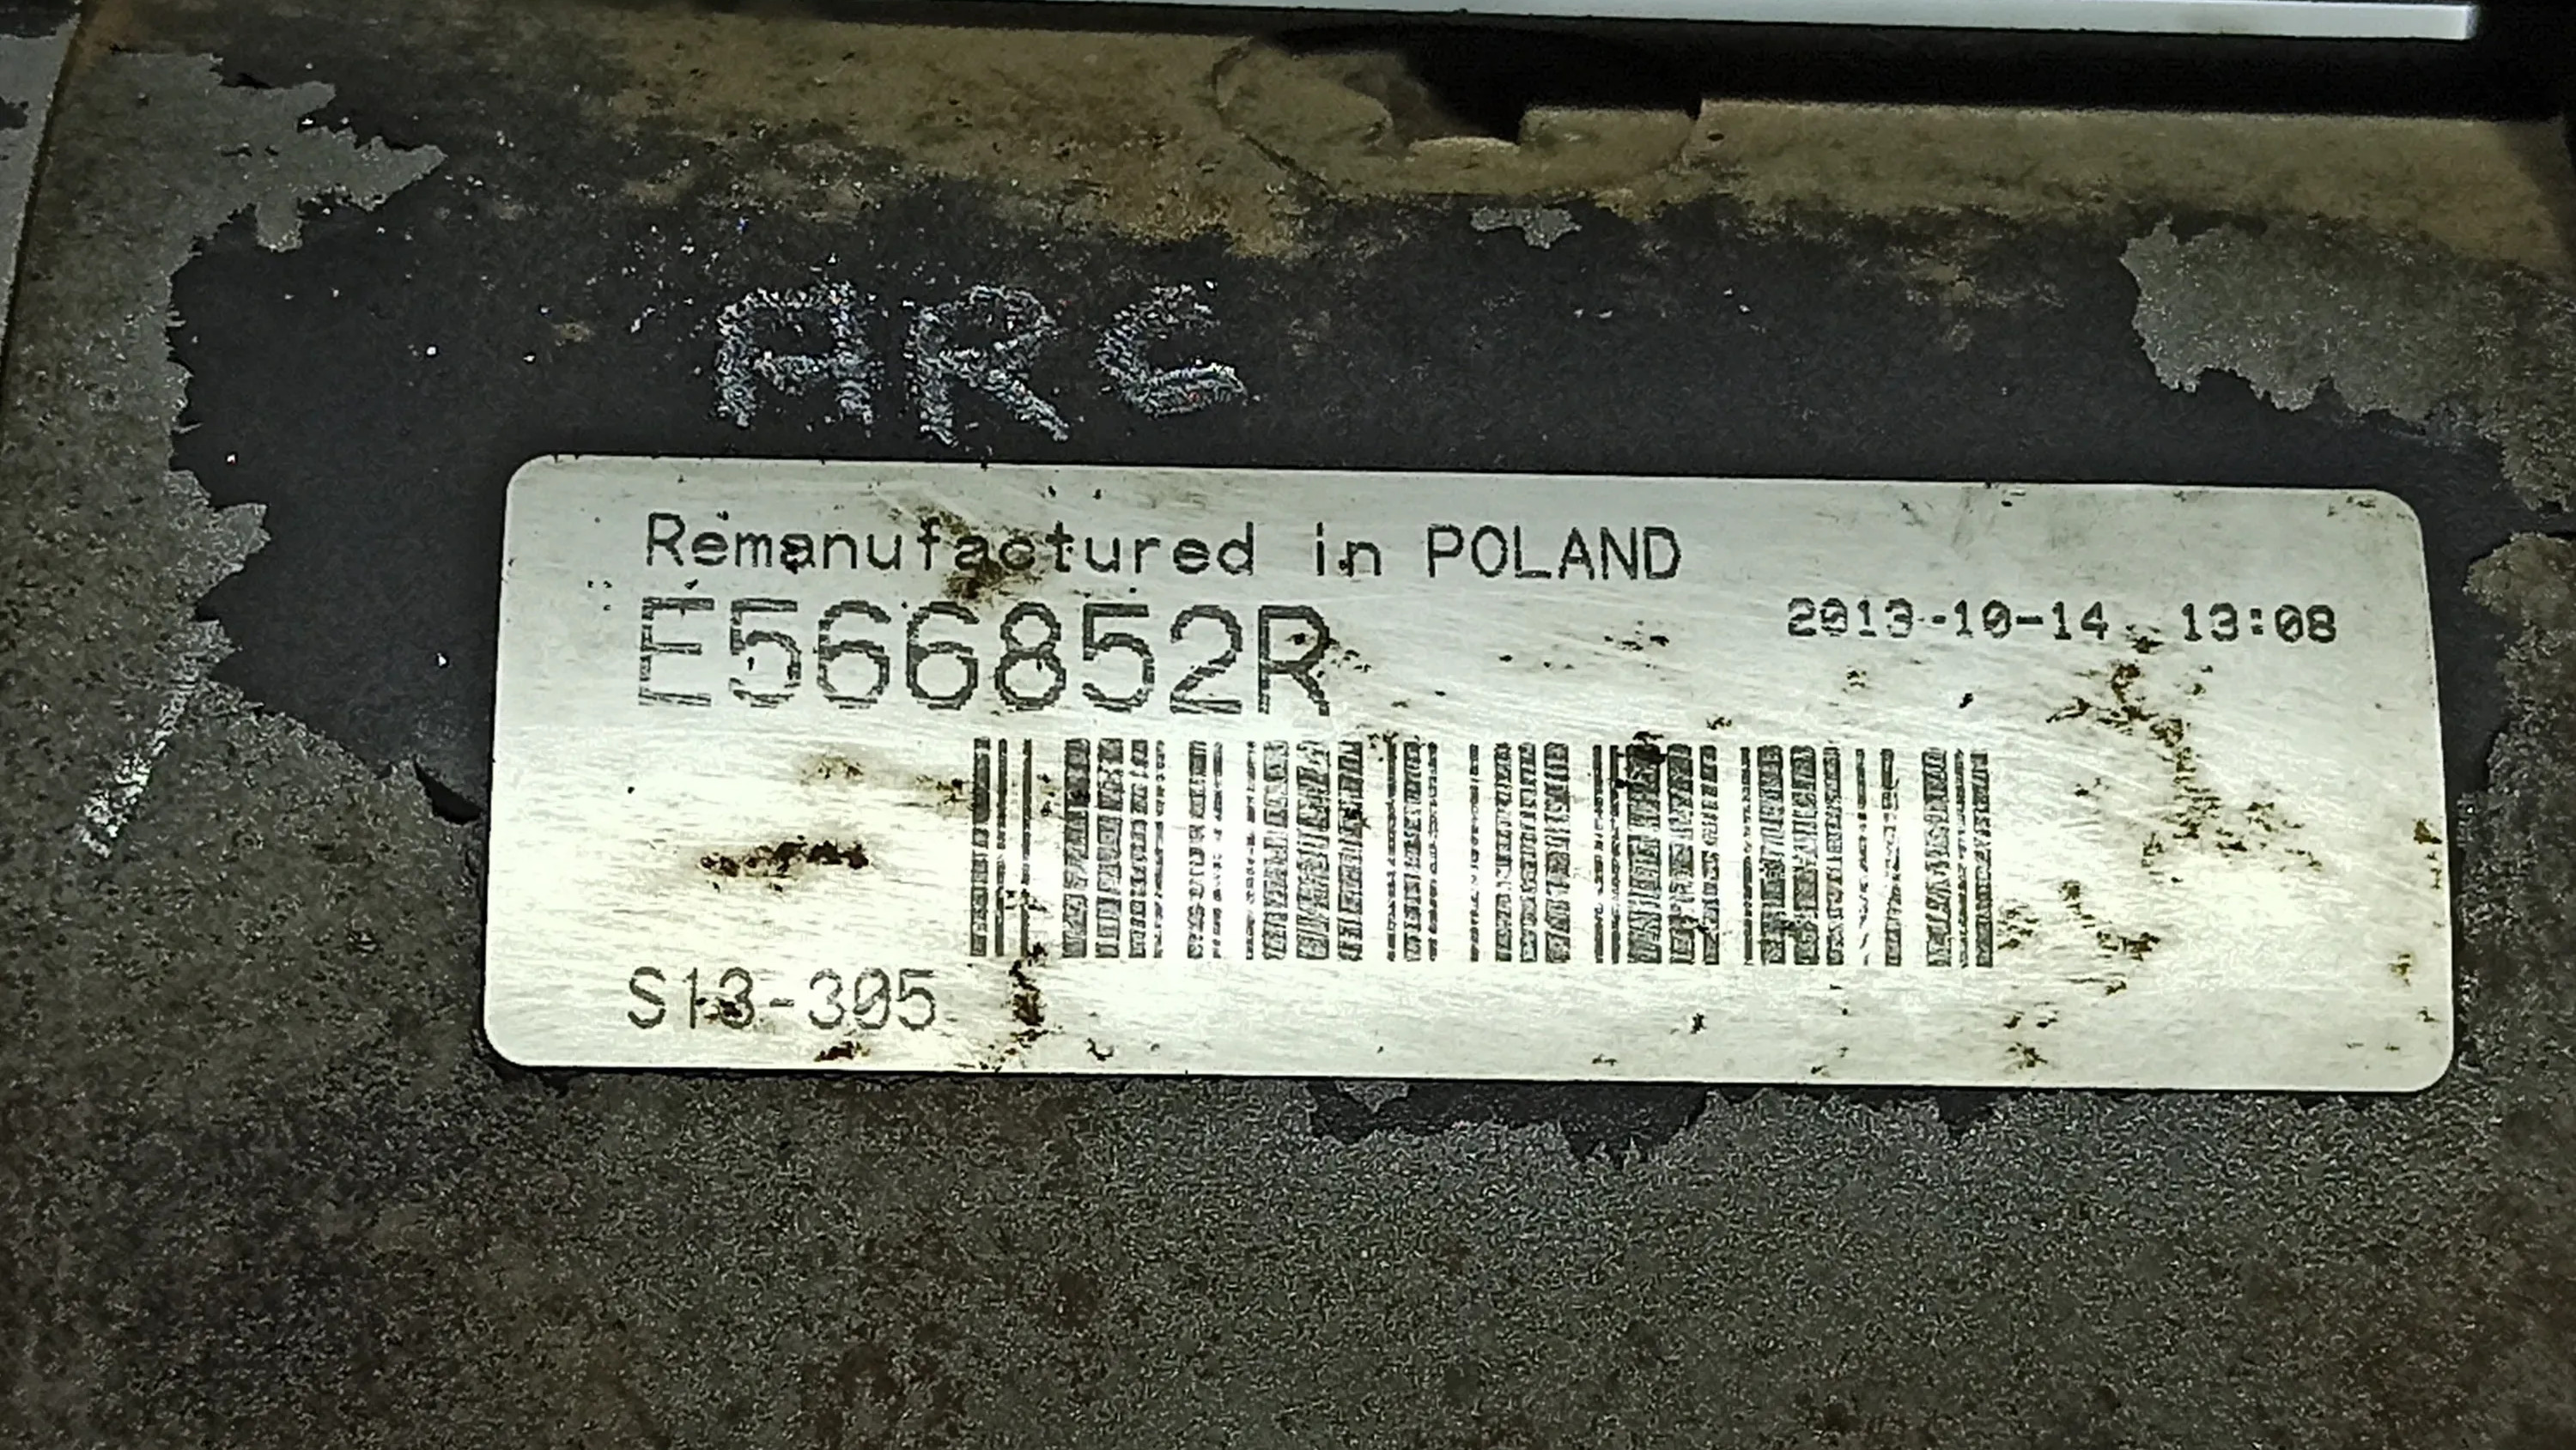 ARC
Remanufactured in POLAND
E566852R
2013-10-14 13:08
S13-305